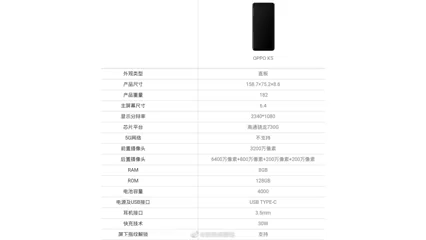 OPPO K5
外观类型 直板
产品尺寸 158.7*75.2*8.6
产品重量 182
主屏幕尺寸 6.4
显示分辨率 2340*1080
芯片平台 高通骁龙730G
5G网络 不支持
前置摄像头 3200万像素
后置摄像头 6400万像素+800万像素+200万像素+200万像素
RAM 8GB
ROM 128GB
电池容量 4000
电源及USB接口 USB TYPE-C
耳机接口 3.5mm
快充技术 30W
屏下指纹解锁 支持